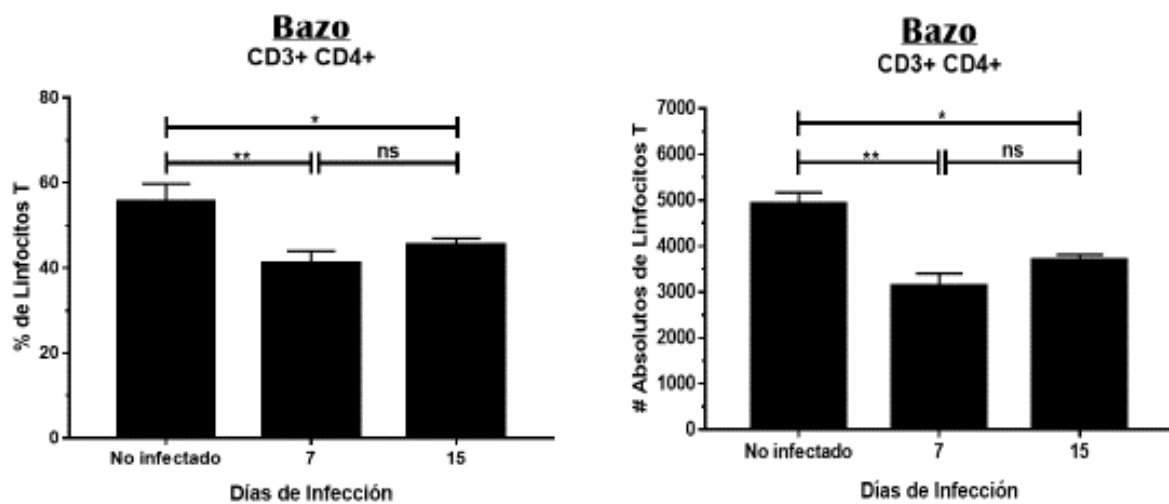 Bazo
CD3+ CD4+
80
60
40
20
0
% de Linfocitos T
*
**
ns
No infectado
7
15
Días de Infección
Bazo
CD3+ CD4+
7000
6000
5000
4000
3000
2000
1000
0
# Absolutos de Linfocitos T
*
**
ns
No infectado
7
15
Días de Infección